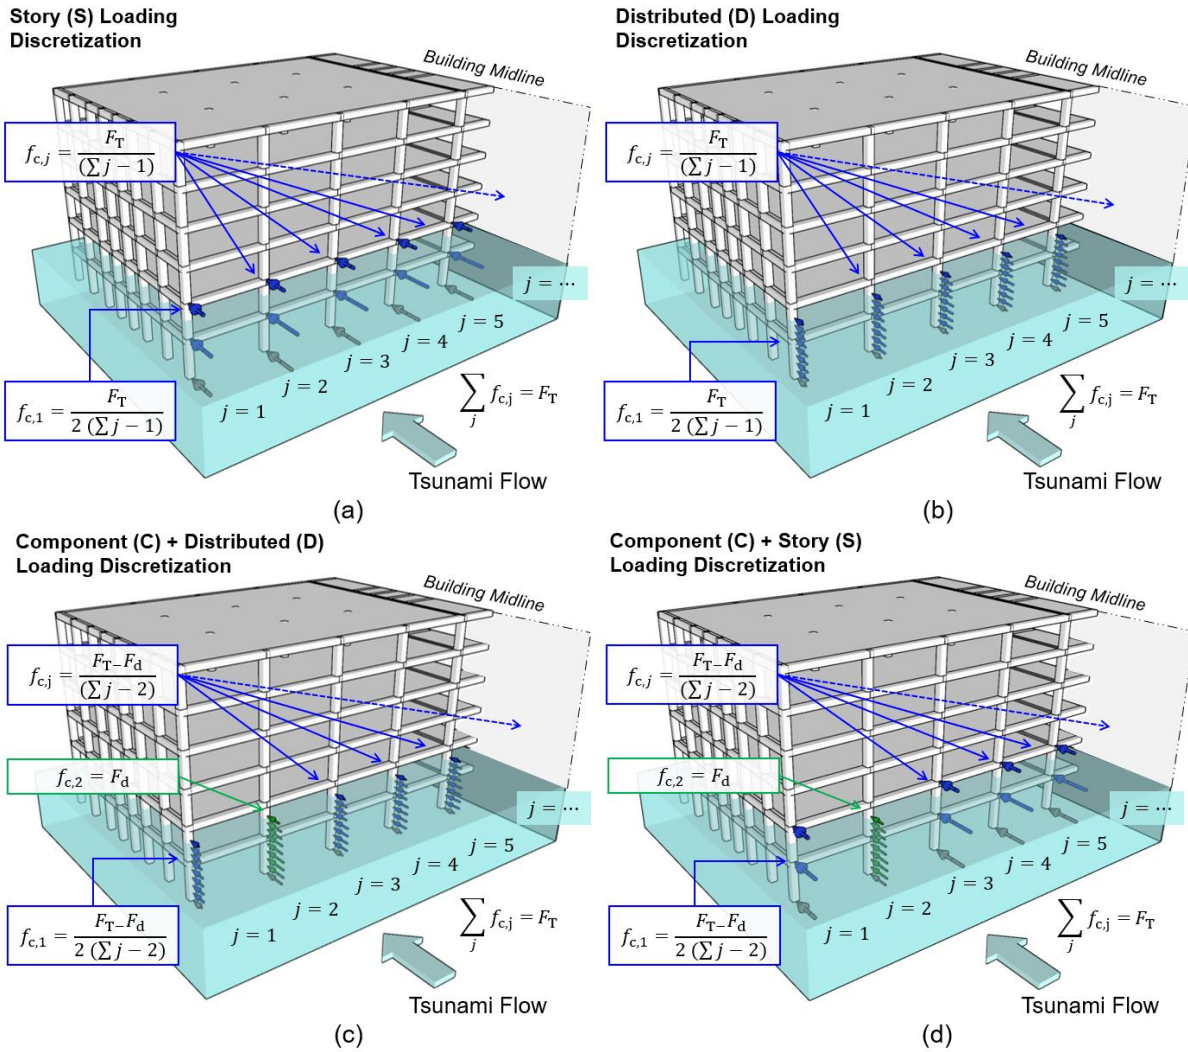 Story (S) Loading
Discretization
Building Midline
f_{c,j} = F_T / (∑ j − 1)
f_{c,1} = F_T / 2 (∑ j − 1)
j = 1
j = 2
j = 3
j = 4
j = 5
j = ⋯
∑_j f_{c,j} = F_T
Tsunami Flow
(a)
Distributed (D) Loading
Discretization
Building Midline
f_{c,j} = F_T / (∑ j − 1)
f_{c,1} = F_T / 2 (∑ j − 1)
j = 1
j = 2
j = 3
j = 4
j = 5
j = ⋯
∑_j f_{c,j} = F_T
Tsunami Flow
(b)
Component (C) + Distributed (D)
Loading Discretization
Building Midline
f_{c,j} = F_{T−}F_d / (∑ j − 2)
f_{c,2} = F_d
f_{c,1} = F_{T−}F_d / 2 (∑ j − 2)
j = 1
j = 2
j = 3
j = 4
j = 5
j = ⋯
∑_j f_{c,j} = F_T
Tsunami Flow
(c)
Component (C) + Story (S)
Loading Discretization
Building Midline
f_{c,j} = F_{T−}F_d / (∑ j − 2)
f_{c,2} = F_d
f_{c,1} = F_{T−}F_d / 2 (∑ j − 2)
j = 1
j = 2
j = 3
j = 4
j = 5
j = ⋯
∑_j f_{c,j} = F_T
Tsunami Flow
(d)